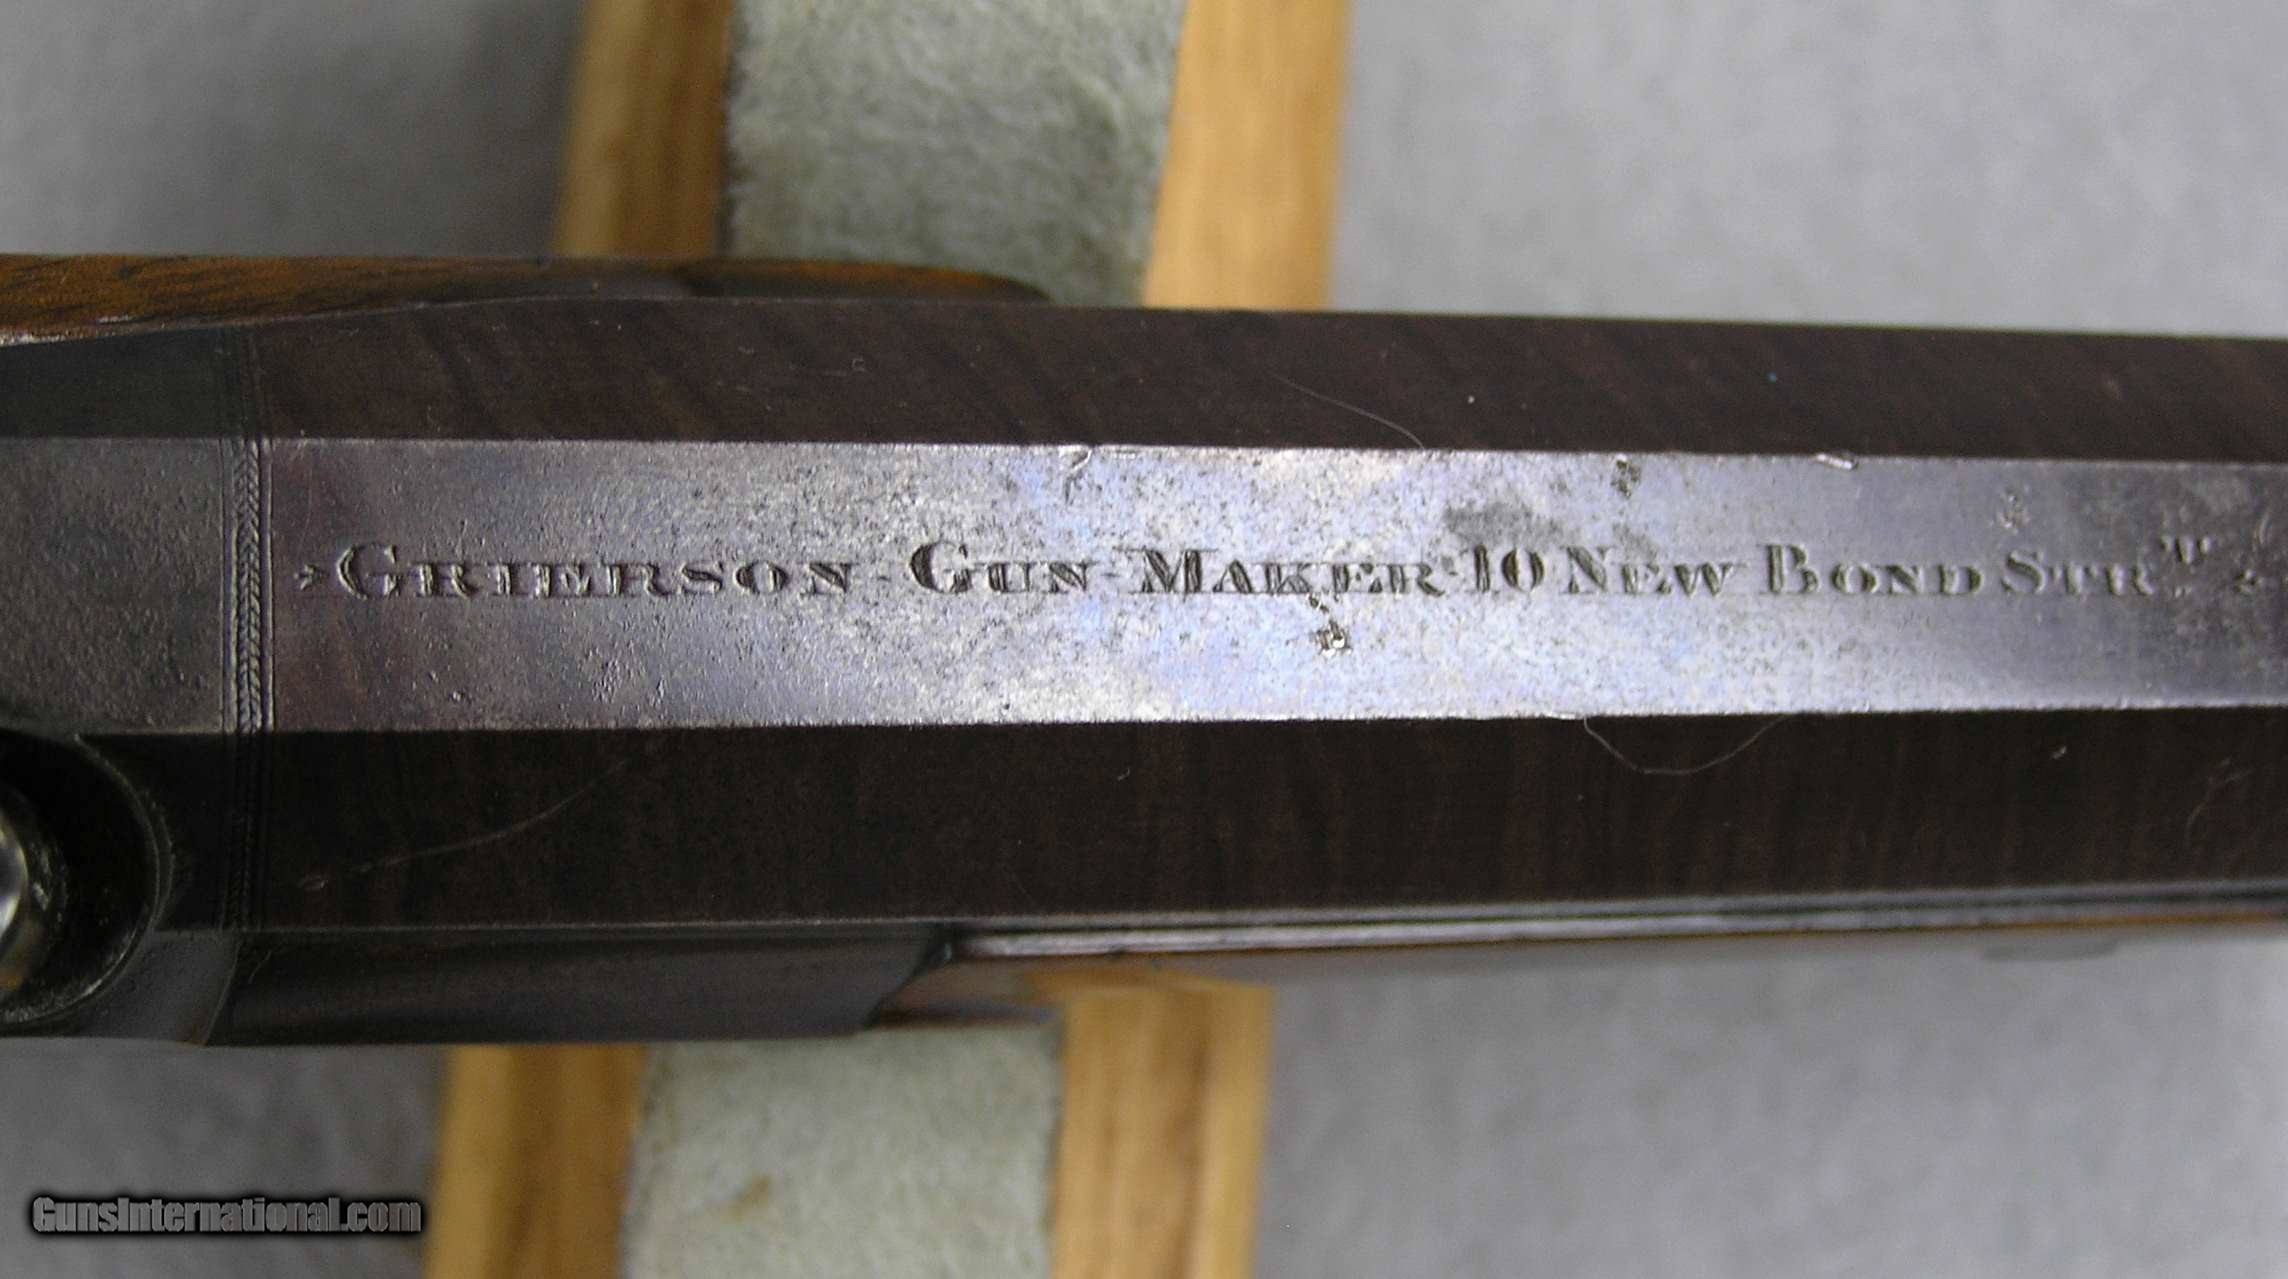 GRIERSON GUN MAKER 10 NEW BOND STR.T
GunsInternational.com